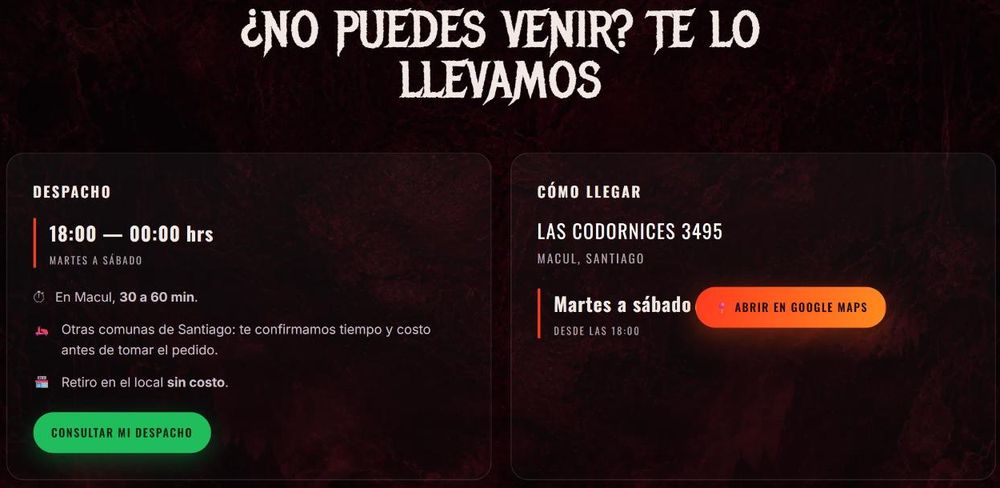 ¿NO PUEDES VENIR? TE LO
LLEVAMOS
DESPACHO
18:00 — 00:00 hrs
MARTES A SÁBADO
En Macul, 30 a 60 min.
Otras comunas de Santiago: te confirmamos tiempo y costo
antes de tomar el pedido.
Retiro en el local sin costo.
CONSULTAR MI DESPACHO
CÓMO LLEGAR
LAS CODORNICES 3495
MACUL, SANTIAGO
Martes a sábado
DESDE LAS 18:00
ABRIR EN GOOGLE MAPS